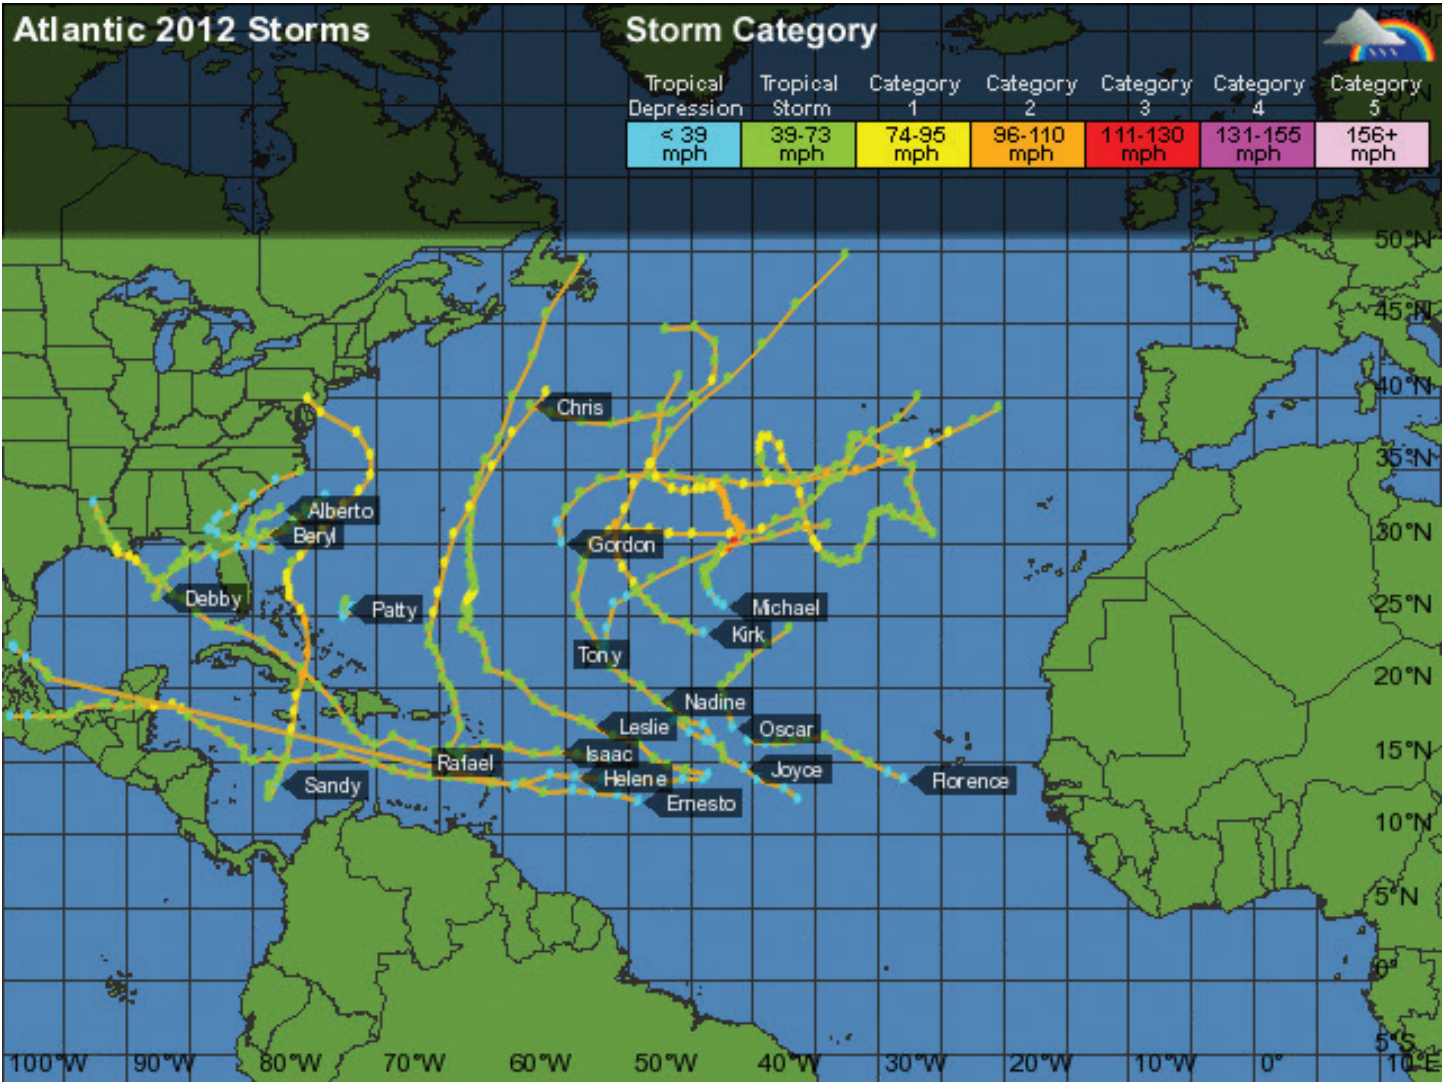 Atlantic 2012 Storms
Storm Category
Tropical Depression
Tropical Storm
Category 1
Category 2
Category 3
Category 4
Category 5
< 39 mph
39-73 mph
74-95 mph
96-110 mph
111-130 mph
131-155 mph
156+ mph
50°N
45°N
Chris
40°N
35°N
Alberto
Beryl
Gordon
30°N
Debby
Patty
Michael
25°N
Kirk
Tony
20°N
Nadine
Leslie
Oscar
Isaac
15°N
Rafael
Joyce
Helene
Florence
Sandy
Ernesto
10°N
5°N
0°
5°S
100°W
90°W
80°W
70°W
60°W
50°W
40°W
30°W
20°W
10°W
0°
10°E